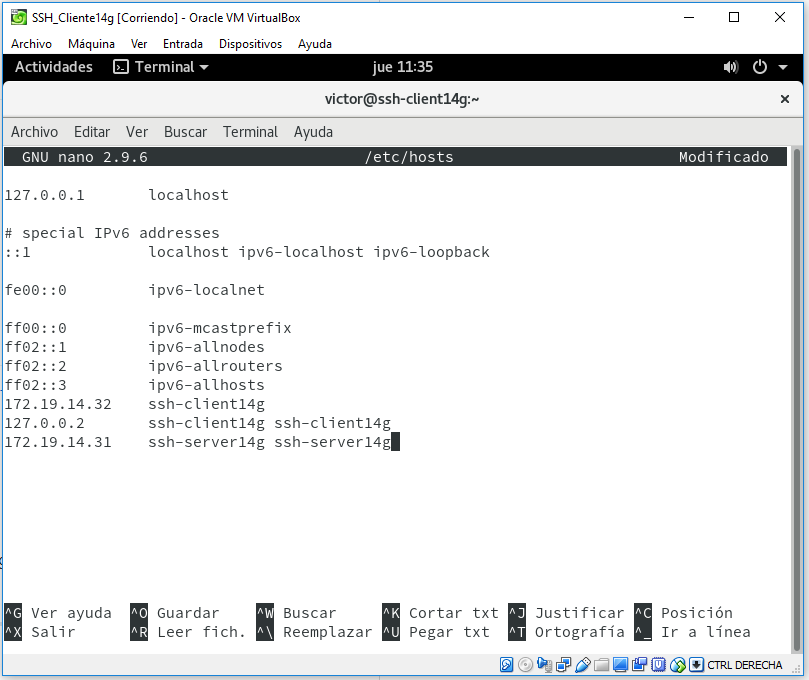 SSH_Cliente14g [Corriendo] - Oracle VM VirtualBox
Archivo Máquina Ver Entrada Dispositivos Ayuda
Actividades Terminal jue 11:35
victor@ssh-client14g:~
Archivo Editar Ver Buscar Terminal Ayuda
GNU nano 2.9.6 /etc/hosts Modificado
127.0.0.1 localhost
# special IPv6 addresses
::1 localhost ipv6-localhost ipv6-loopback
fe00::0 ipv6-localnet
ff00::0 ipv6-mcastprefix
ff02::1 ipv6-allnodes
ff02::2 ipv6-allrouters
ff02::3 ipv6-allhosts
172.19.14.32 ssh-client14g
127.0.0.2 ssh-client14g ssh-client14g
172.19.14.31 ssh-server14g ssh-server14g
^G Ver ayuda ^O Guardar ^W Buscar ^K Cortar txt ^J Justificar ^C Posición
^X Salir ^R Leer fich. ^\ Reemplazar ^U Pegar txt ^T Ortografía ^_ Ir a línea
CTRL DERECHA